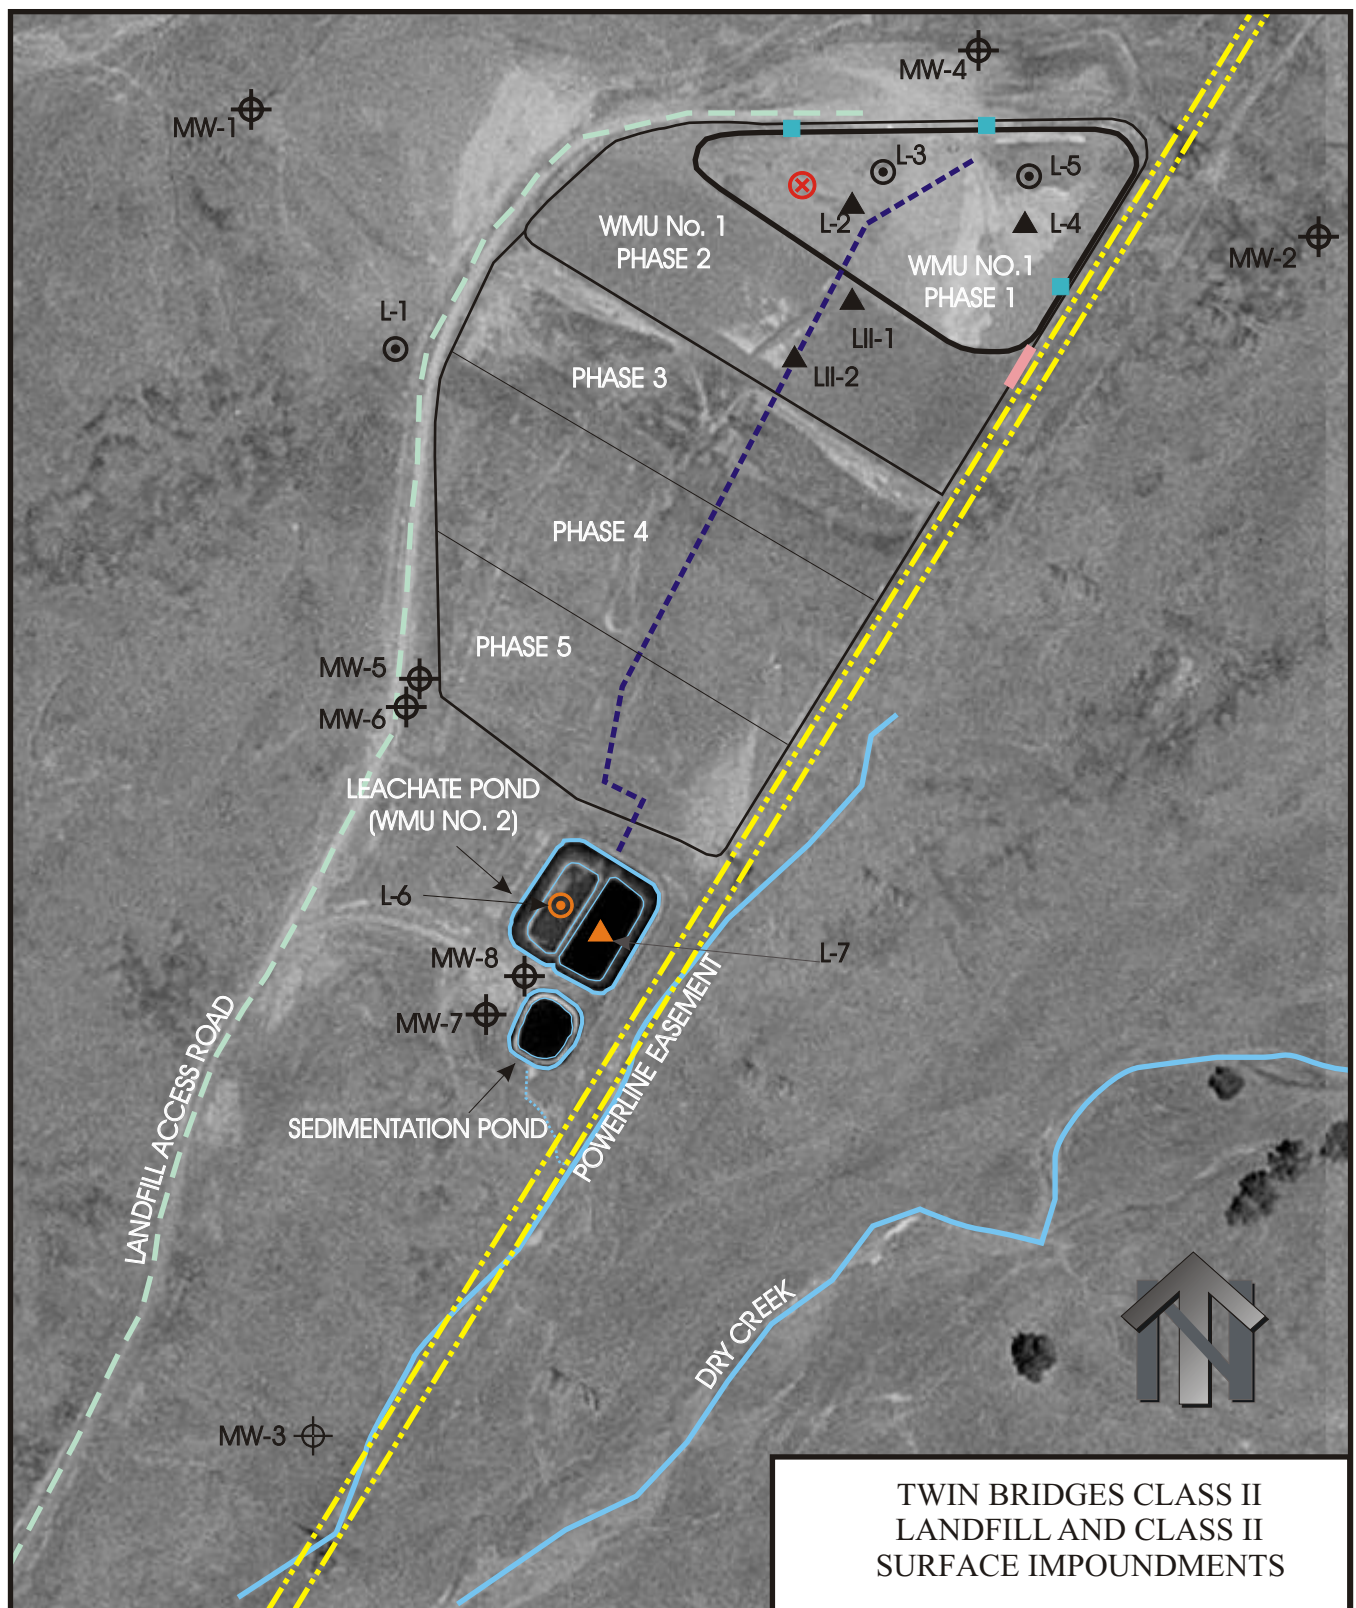 MW-4
MW-1
L-3
L-5
L-2
L-4
WMU No. 1
PHASE 2
MW-2
WMU NO.1
PHASE 1
L-1
LII-1
PHASE 3
LII-2
PHASE 4
PHASE 5
MW-5
MW-6
LEACHATE POND
(WMU NO. 2)
L-6
MW-8
L-7
MW-7
POWERLINE EASEMENT
LANDFILL ACCESS ROAD
SEDIMENTATION POND
DRY CREEK
N
MW-3
TWIN BRIDGES CLASS II
LANDFILL AND CLASS II
SURFACE IMPOUNDMENTS